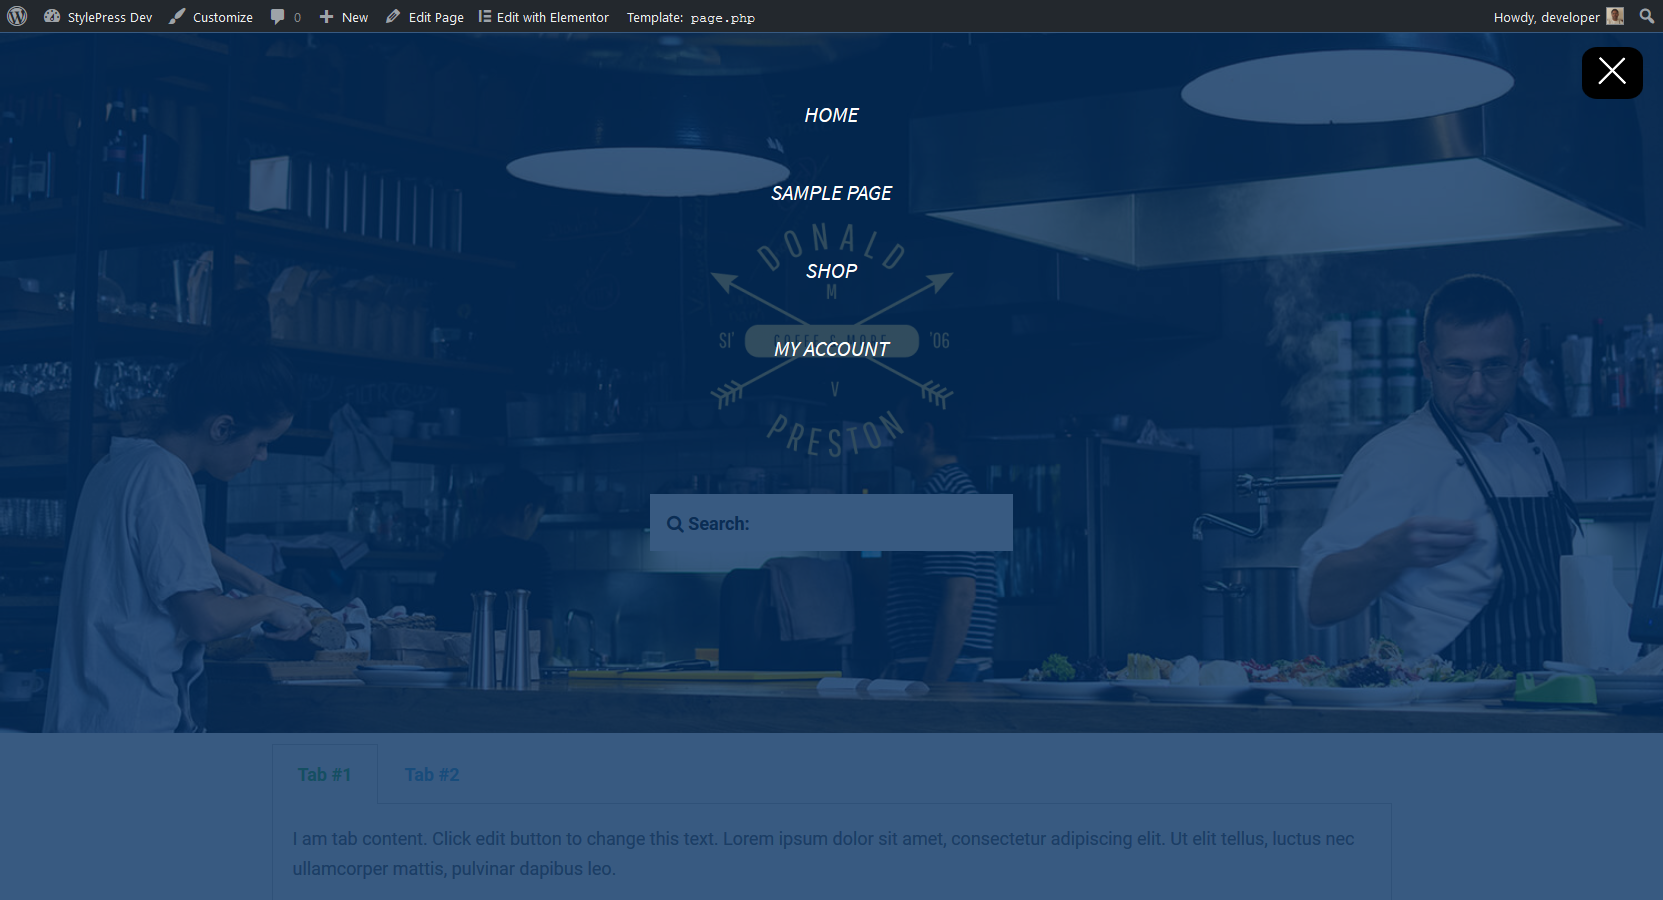 StylePress Dev Customize 0 New Edit Page Edit with Elementor Template: page.php Howdy, developer
HOME
SAMPLE PAGE
DONALD
SHOP
M
SI' '06
MY ACCOUNT
V
PRESTON
Search:
Tab #1 Tab #2
I am tab content. Click edit button to change this text. Lorem ipsum dolor sit amet, consectetur adipiscing elit. Ut elit tellus, luctus nec
ullamcorper mattis, pulvinar dapibus leo.